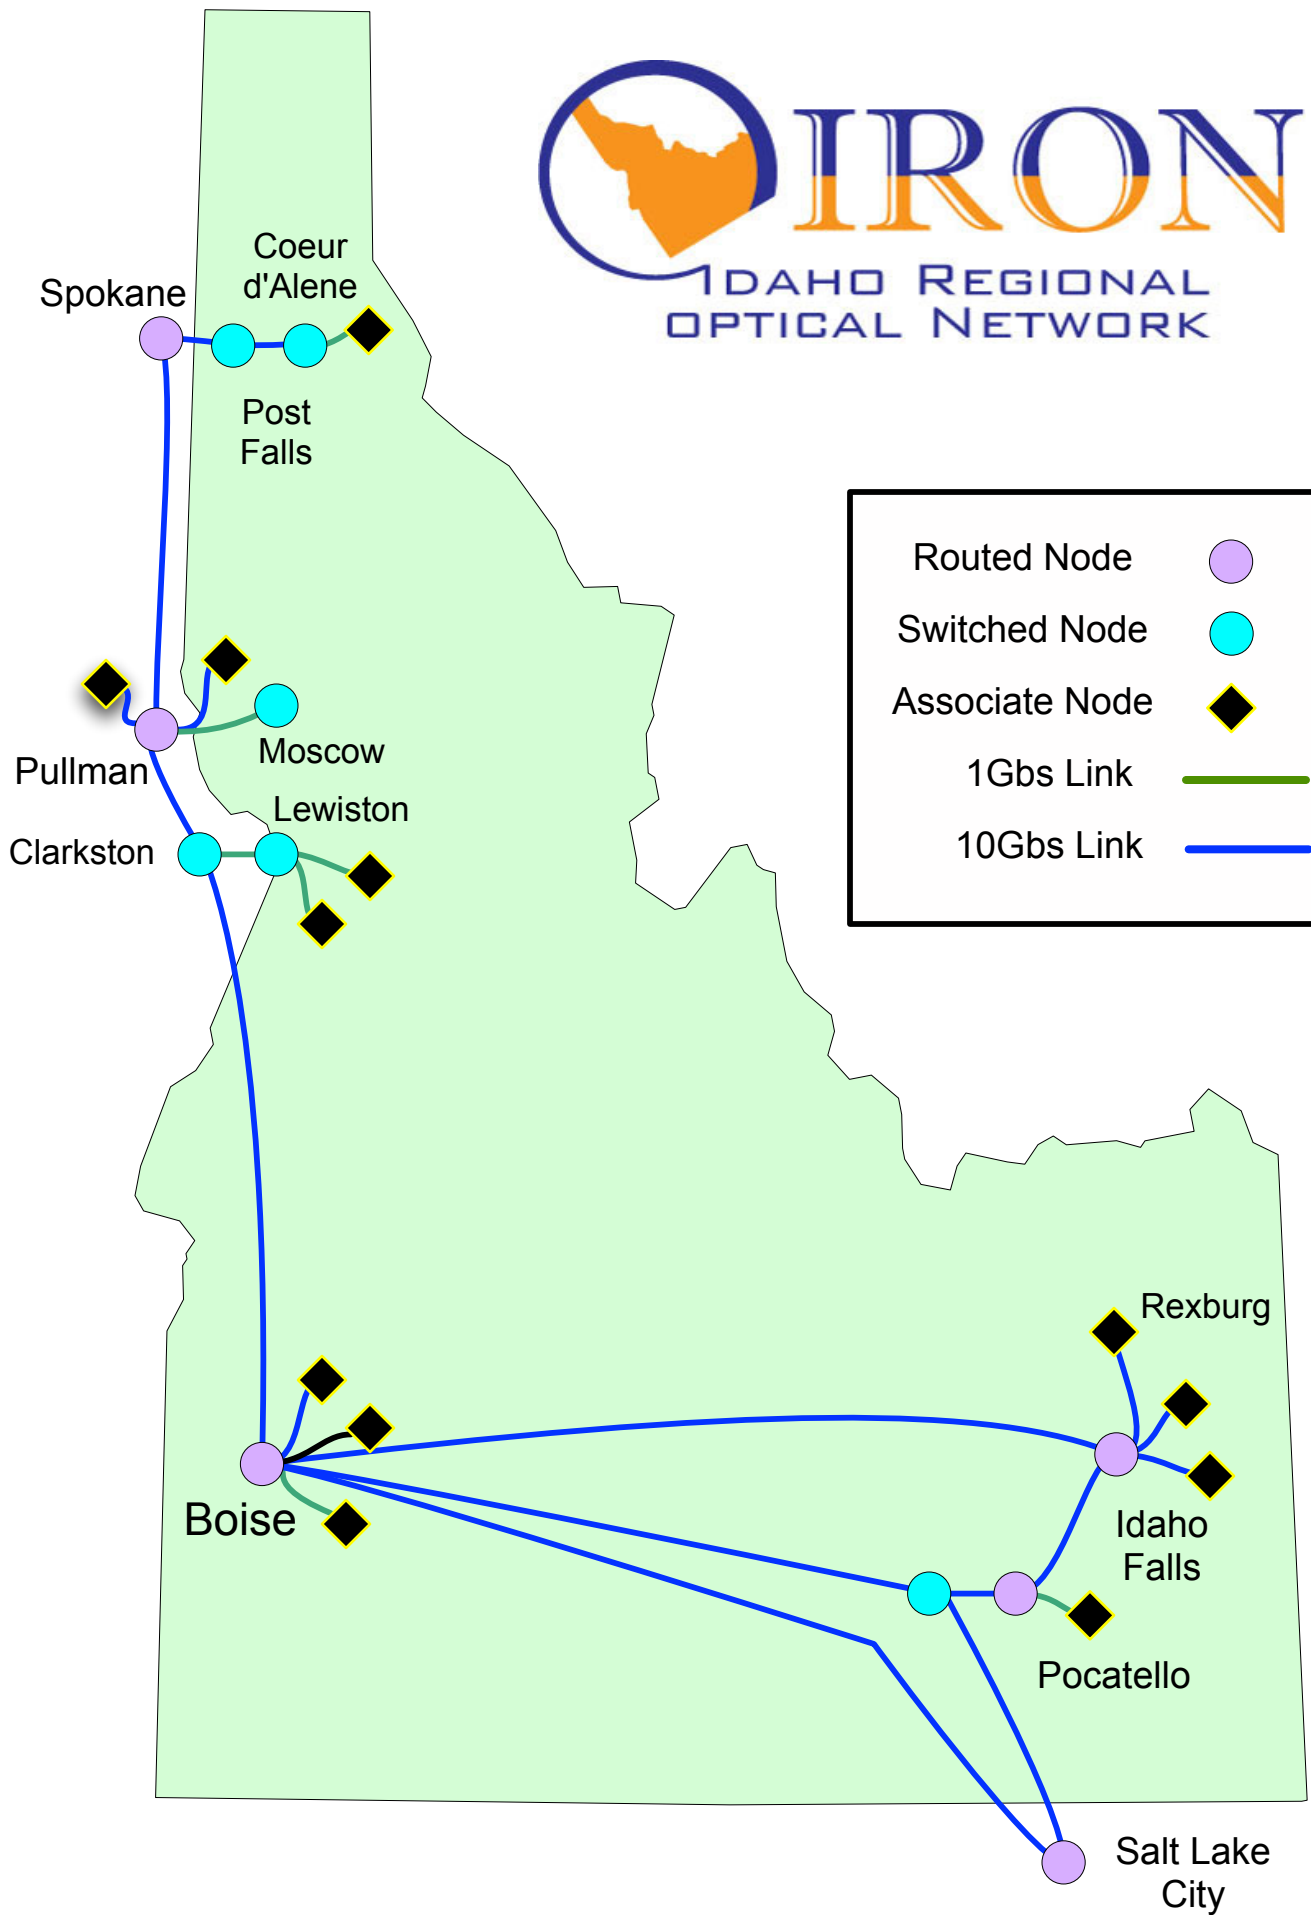 IRON
IDAHO REGIONAL
OPTICAL NETWORK
Coeur
d'Alene
Spokane
Post
Falls
Routed Node
Switched Node
Associate Node
1Gbs Link
10Gbs Link
Moscow
Pullman
Lewiston
Clarkston
Rexburg
Boise
Idaho
Falls
Pocatello
Salt Lake
City